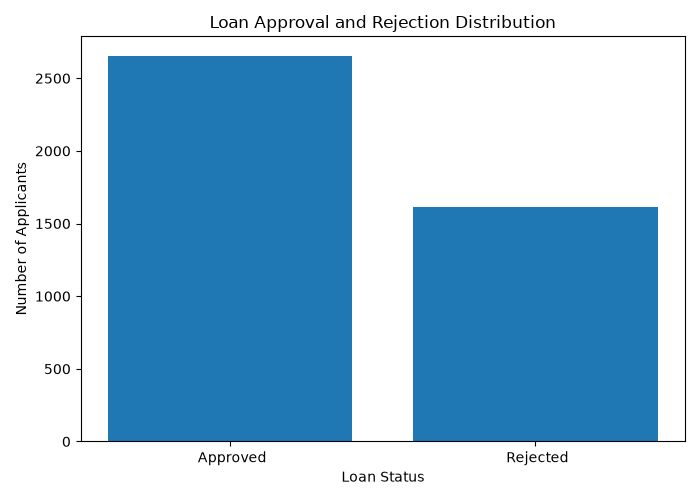 Loan Approval and Rejection Distribution
Number of Applicants
2500
2000
1500
1000
500
0
Approved Rejected
Loan Status